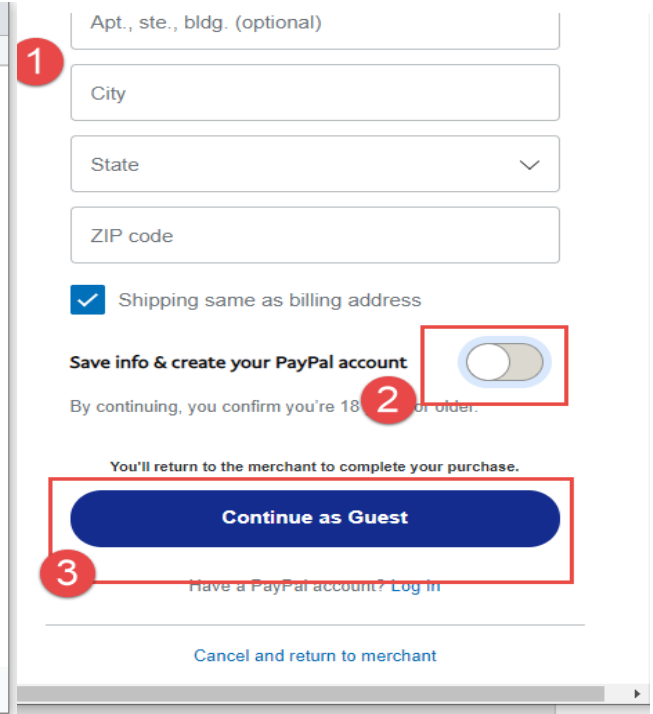 Apt., ste., bldg. (optional)
1
City
State
ZIP code
Shipping same as billing address
Save info & create your PayPal account
2
By continuing, you confirm you're 18 or older.
You'll return to the merchant to complete your purchase.
Continue as Guest
3
Have a PayPal account? Log In
Cancel and return to merchant